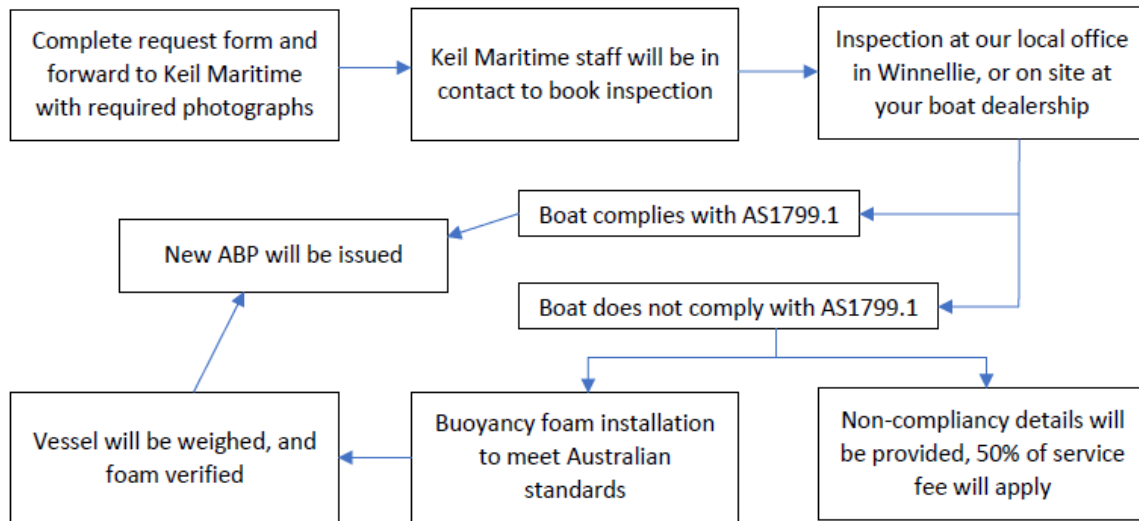 Complete request form and
forward to Keil Maritime
with required photographs
Keil Maritime staff will be in
contact to book inspection
Inspection at our local office
in Winnellie, or on site at
your boat dealership
Boat complies with AS1799.1
New ABP will be issued
Boat does not comply with AS1799.1
Vessel will be weighed, and
foam verified
Buoyancy foam installation
to meet Australian
standards
Non-compliancy details will
be provided, 50% of service
fee will apply